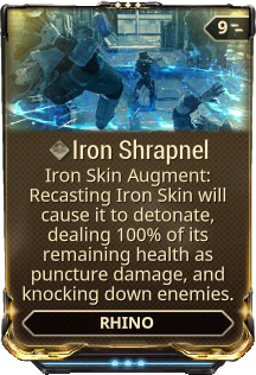 9
Iron Shrapnel
Iron Skin Augment:
Recasting Iron Skin will
cause it to detonate,
dealing 100% of its
remaining health as
puncture damage, and
knocking down enemies.
RHINO